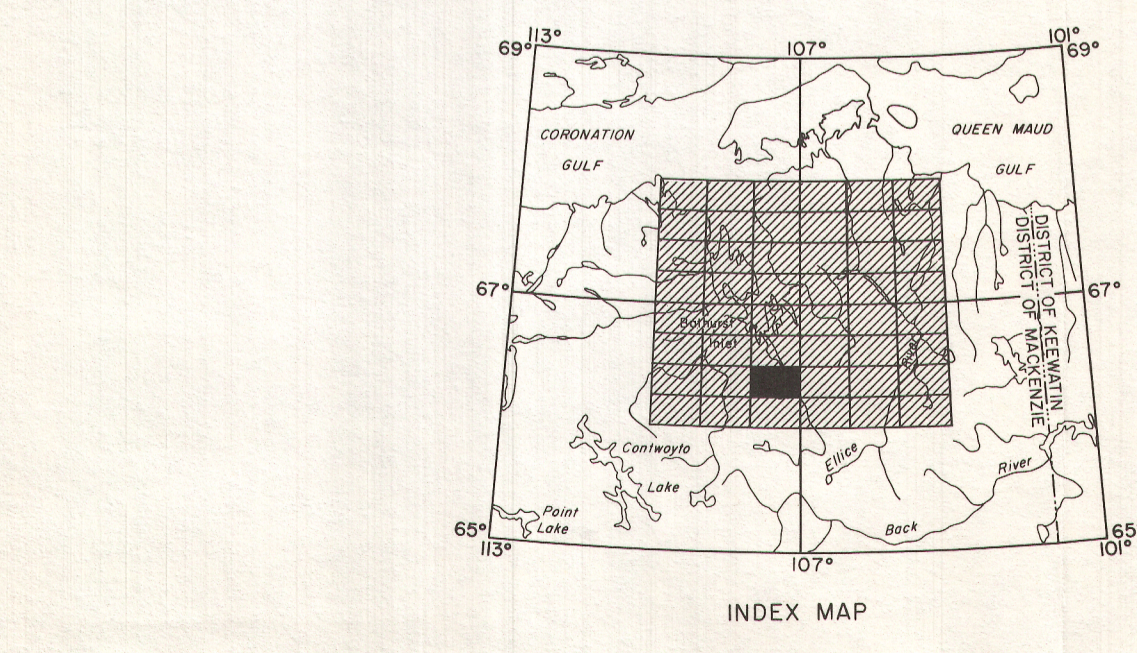 113°
101°
69°
107°
69°
CORONATION
GULF
QUEEN MAUD
GULF
DISTRICT OF KEEWATIN
DISTRICT OF MACKENZIE
67°
67°
Bathurst
Inlet
River
Contwoyto
Lake
Ellice
River
Point
Lake
Back
65°
65
113°
107°
101°
INDEX MAP